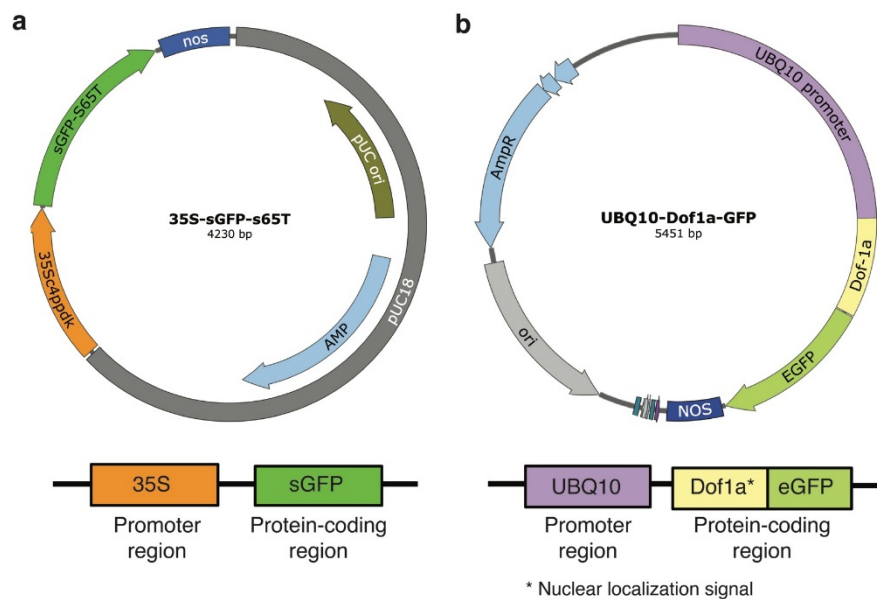 a
nos
sGFP-S65T
pUC ori
35S-sGFP-s65T
4230 bp
35Sc4ppdk
AMP
pUC18
35S
sGFP
Promoter
region
Protein-coding
region
b
UBQ10 promoter
AmpR
UBQ10-Dof1a-GFP
5451 bp
Dof-1a
ori
EGFP
NOS
UBQ10
Dof1a*
eGFP
Promoter
region
Protein-coding
region
* Nuclear localization signal